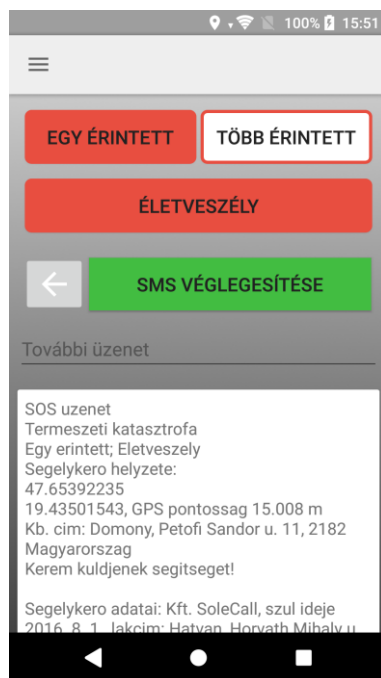 100% 15:51
EGY ÉRINTETT TÖBB ÉRINTETT
ÉLETVESZÉLY
SMS VÉGLEGESÍTÉSE
További üzenet
SOS uzenet
Termeszeti katasztrofa
Egy erintett; Eletveszely
Segelykero helyzete:
47.65392235
19.43501543, GPS pontossag 15.008 m
Kb. cim: Domony, Petofi Sandor u. 11, 2182
Magyarorszag
Kerem kuldjenek segitseget!
Segelykero adatai: Kft. SoleCall, szul ideje
2016. 8. 1., lakcim: Hatvan, Horvath Mihaly u